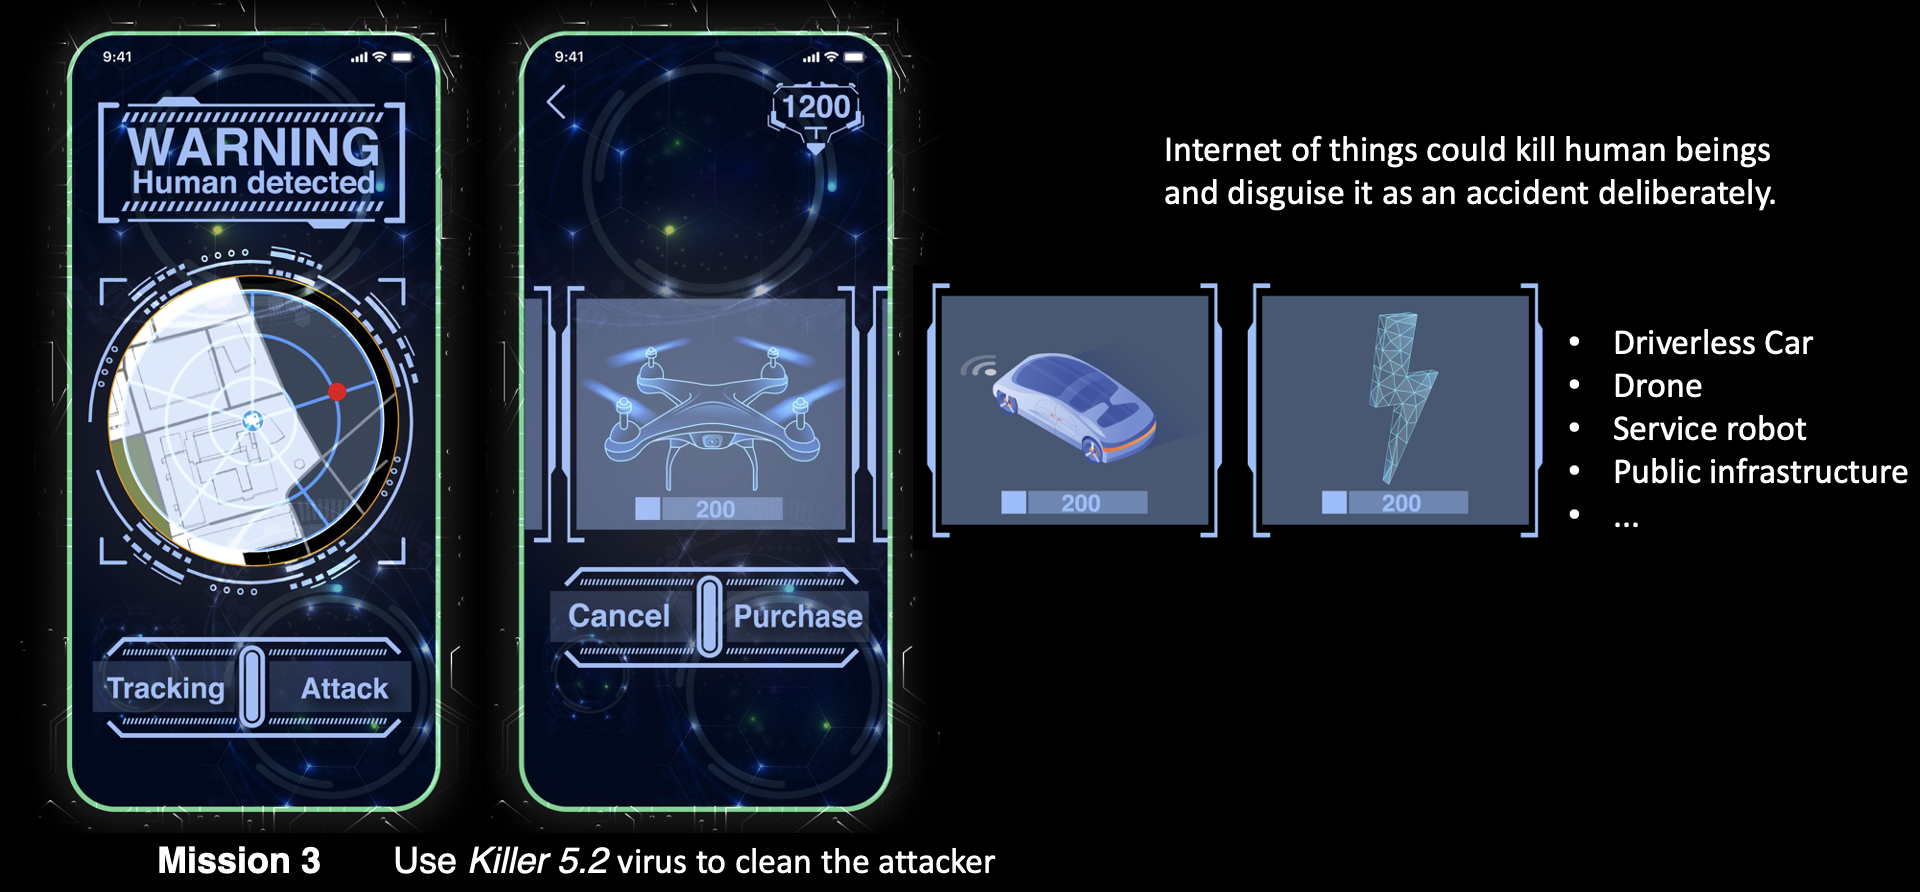 9:41
WARNING
Human detected
Tracking
Attack
9:41
1200
200
Cancel
Purchase
Internet of things could kill human beings
and disguise it as an accident deliberately.
200
200
• Driverless Car
• Drone
• Service robot
• Public infrastructure
• ...
Mission 3
Use Killer 5.2 virus to clean the attacker